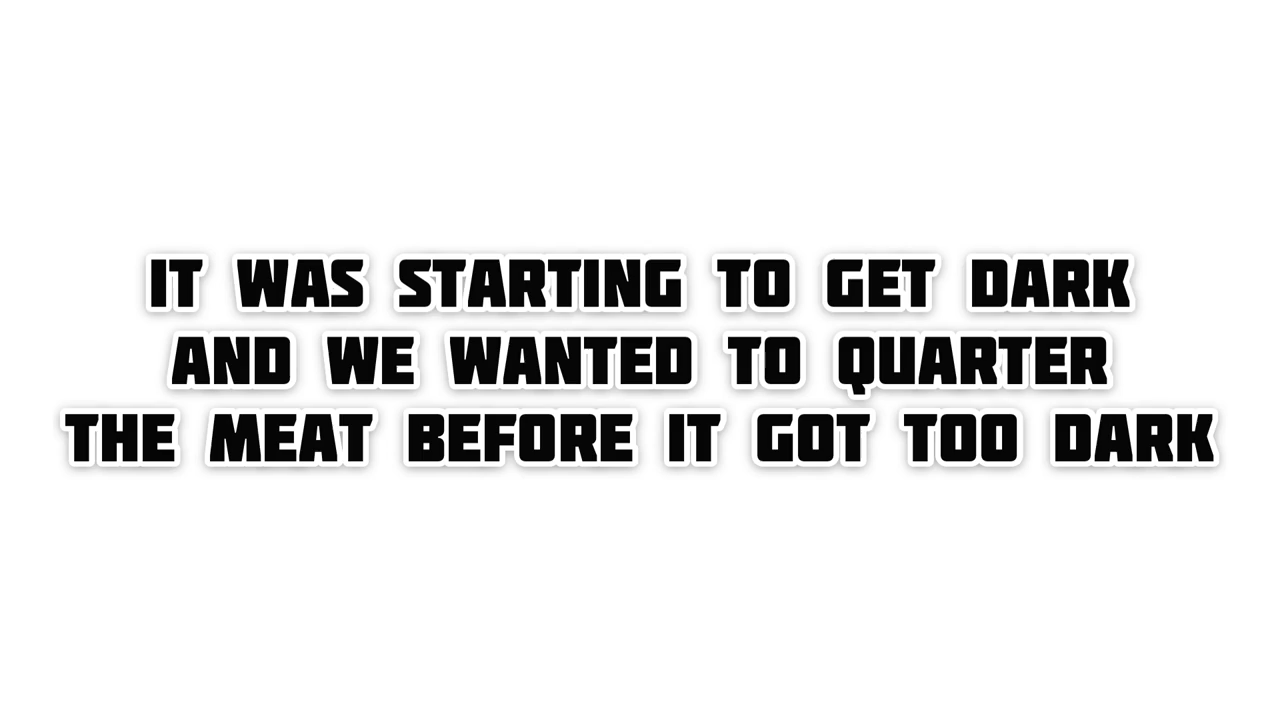 IT WAS STARTING TO GET DARK
AND WE WANTED TO QUARTER
THE MEAT BEFORE IT GOT TOO DARK